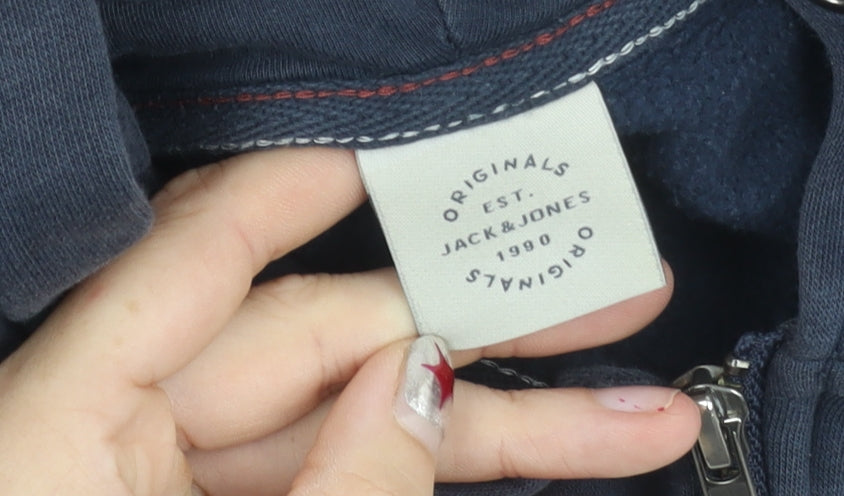 ORIGINALS
EST.
JACK&JONES
1990
ORIGINALS